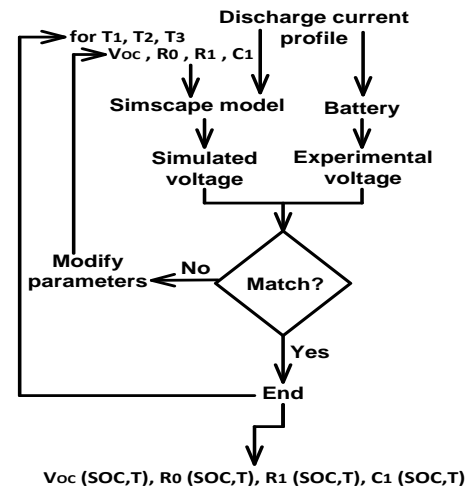 Discharge current
profile
for T1, T2, T3
VOC , R0 , R1 , C1
Simscape model
Battery
Simulated
voltage
Experimental
voltage
Match?
No
Modify
parameters
Yes
End
VOC (SOC,T), R0 (SOC,T), R1 (SOC,T), C1 (SOC,T)